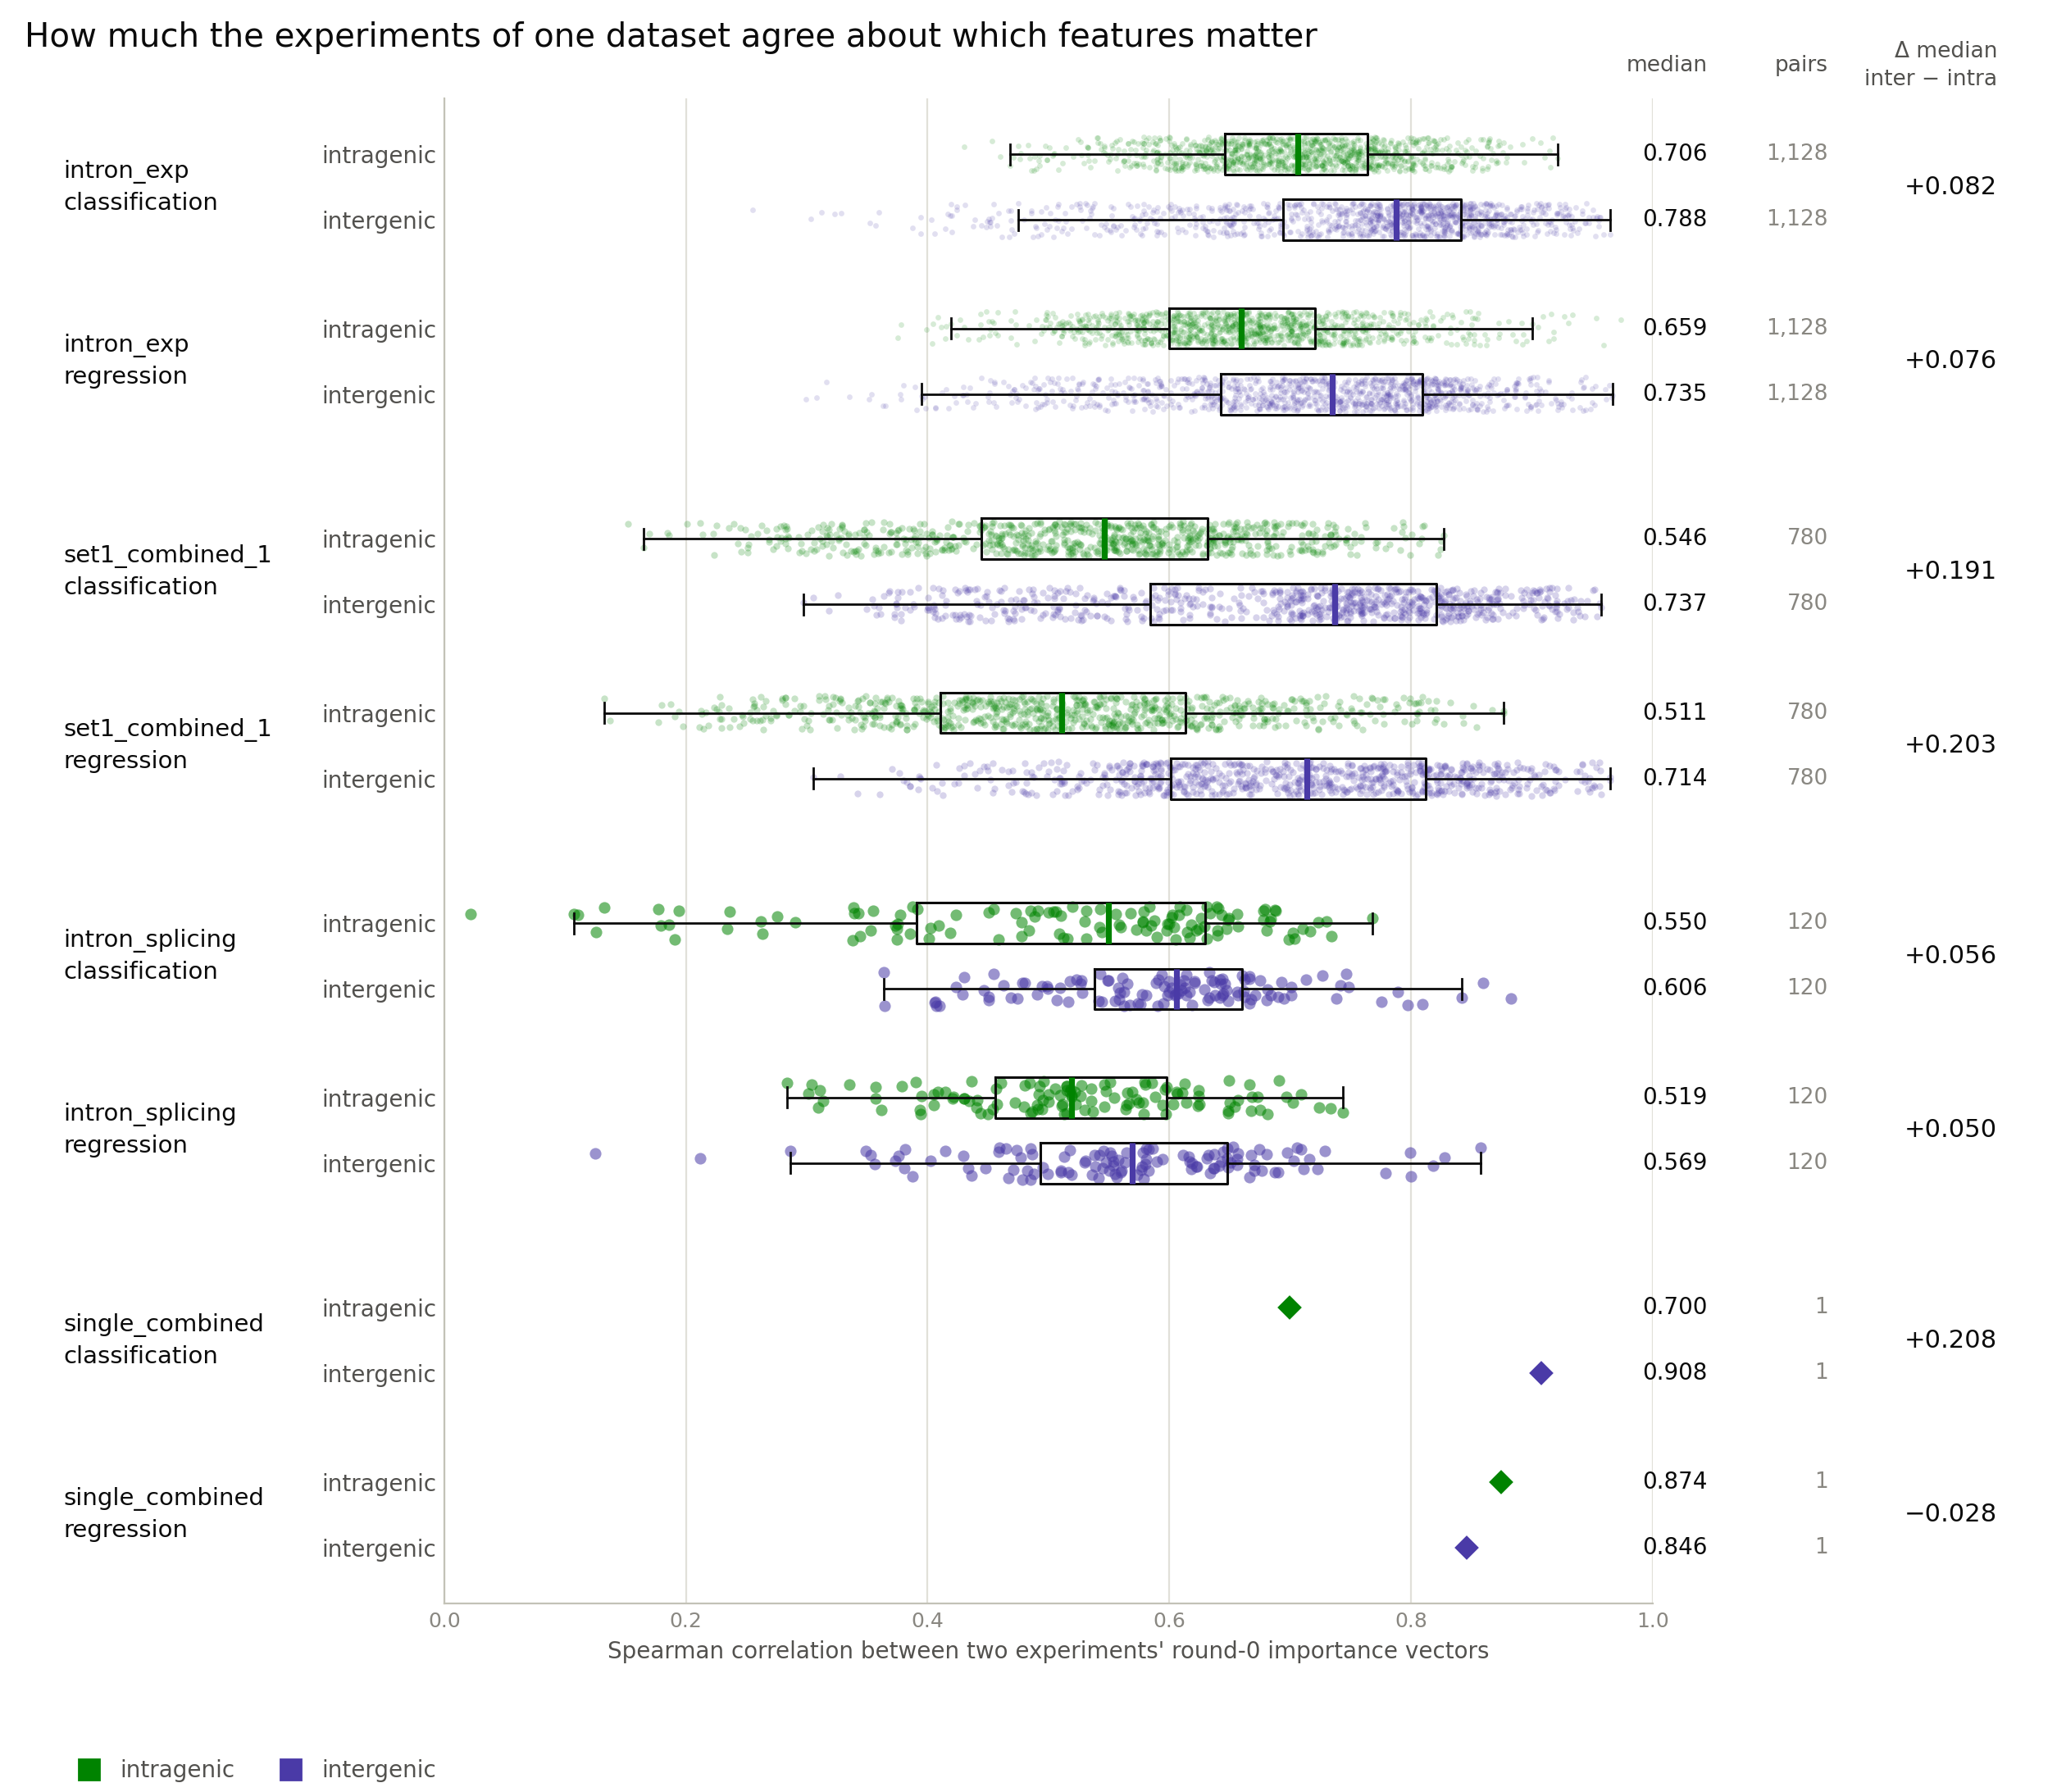 How much the experiments of one dataset agree about which features matter
median pairs Δ median
inter − intra
intron_exp
classification
intragenic 0.706 1,128
intergenic 0.788 1,128
+0.082
intron_exp
regression
intragenic 0.659 1,128
intergenic 0.735 1,128
+0.076
set1_combined_1
classification
intragenic 0.546 780
intergenic 0.737 780
+0.191
set1_combined_1
regression
intragenic 0.511 780
intergenic 0.714 780
+0.203
intron_splicing
classification
intragenic 0.550 120
intergenic 0.606 120
+0.056
intron_splicing
regression
intragenic 0.519 120
intergenic 0.569 120
+0.050
single_combined
classification
intragenic 0.700 1
intergenic 0.908 1
+0.208
single_combined
regression
intragenic 0.874 1
intergenic 0.846 1
−0.028
0.0 0.2 0.4 0.6 0.8 1.0
Spearman correlation between two experiments' round-0 importance vectors
intragenic intergenic